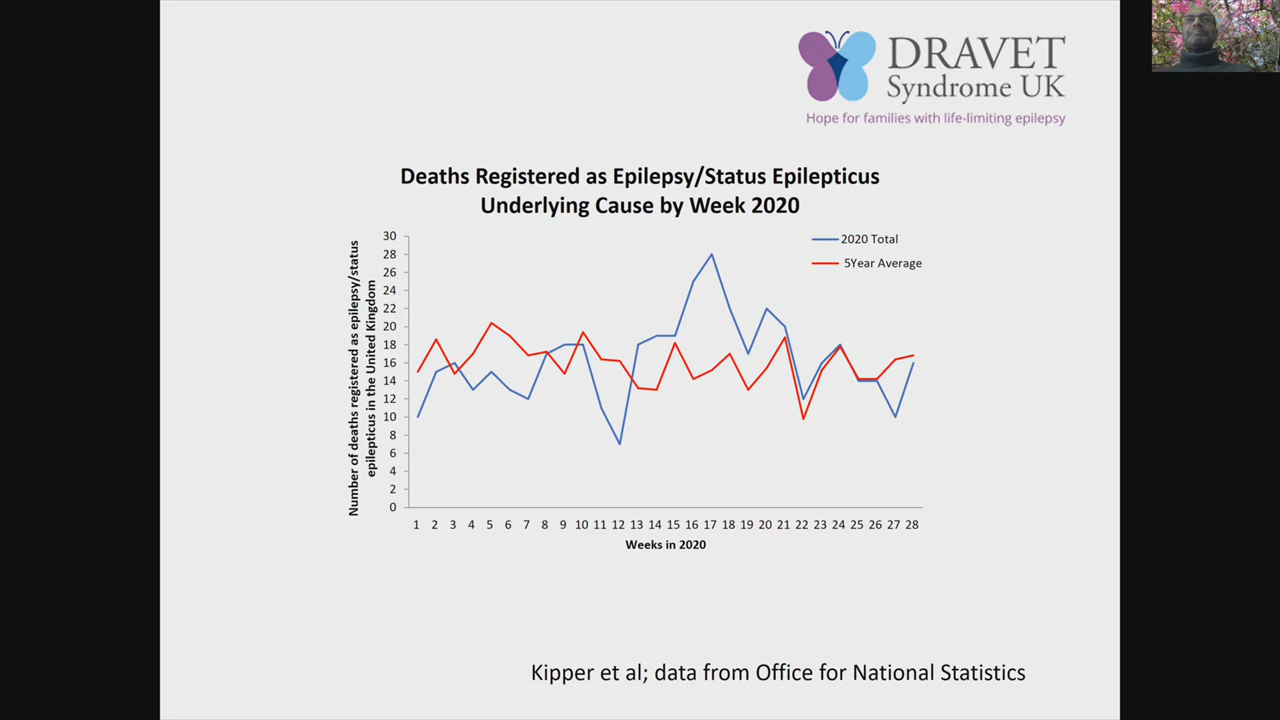 DRAVET
Syndrome UK
Hope for families with life-limiting epilepsy
Deaths Registered as Epilepsy/Status Epilepticus
Underlying Cause by Week 2020
Number of deaths registered as epilepsy/status
epilepticus in the United Kingdom
30
28
26
24
22
20
18
16
14
12
10
8
6
4
2
0
2020 Total
5Year Average
1 2 3 4 5 6 7 8 9 10 11 12 13 14 15 16 17 18 19 20 21 22 23 24 25 26 27 28
Weeks in 2020
Kipper et al; data from Office for National Statistics